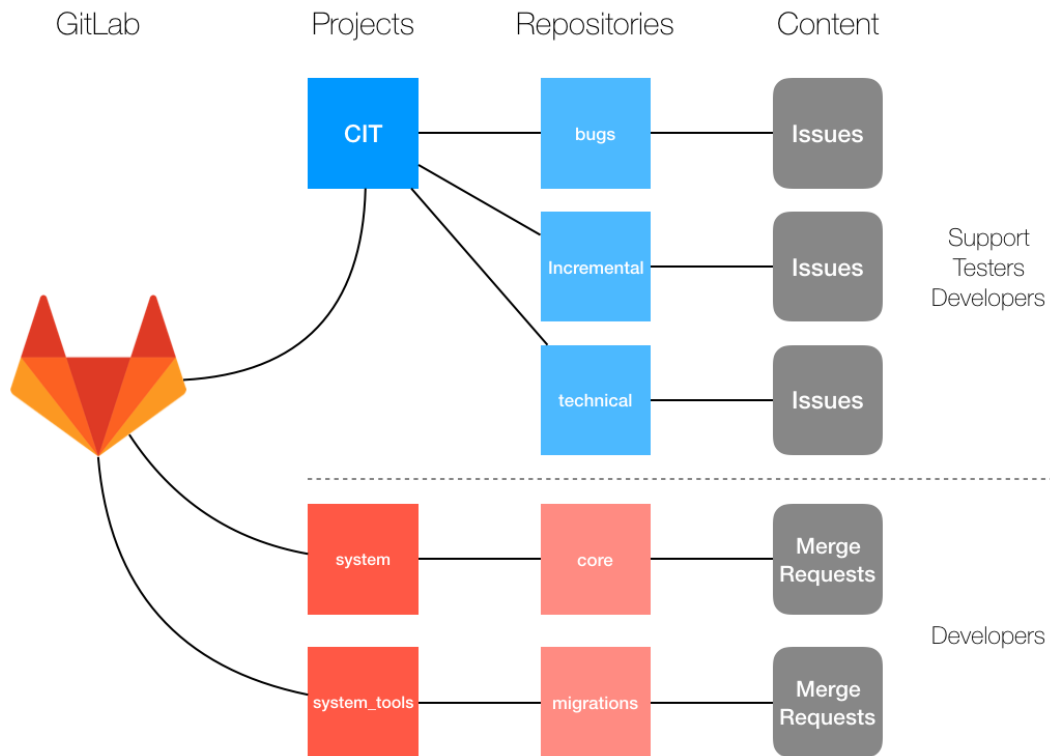 GitLab Projects Repositories Content
CIT bugs Issues
Incremental Issues
Support
Testers
Developers
technical Issues
system core Merge
Requests
Developers
system_tools migrations Merge
Requests